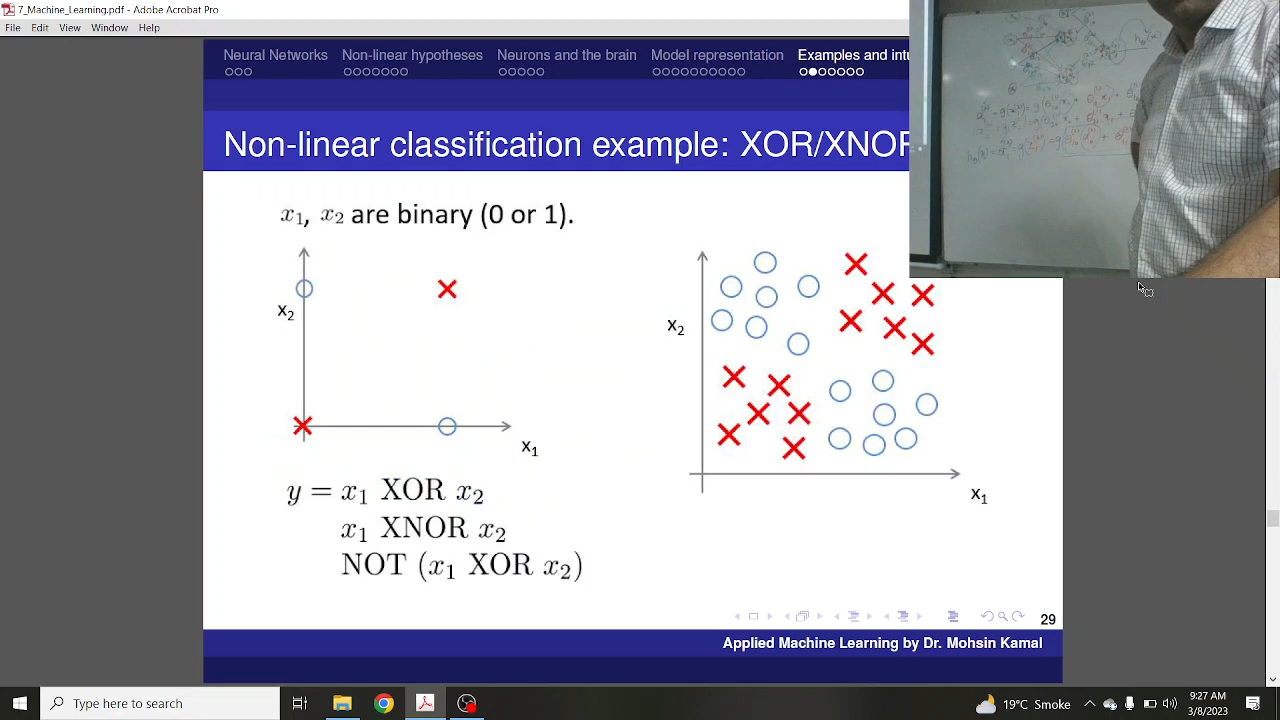 7_Machine_Learning.pdf - Adobe Acrobat Pro
File Edit View Window Help
Neural Networks Non-linear hypotheses Neurons and the brain Model representation Examples and intu
Non-linear classification example: XOR/XNOR
x₁, x₂ are binary (0 or 1).
x₂
x₁
x₂
x₁
y = x₁ XOR x₂
x₁ XNOR x₂
NOT (x₁ XOR x₂)
29
Applied Machine Learning by Dr. Mohsin Kamal
Type here to search
19°C Smoke
9:27 AM
3/8/2023